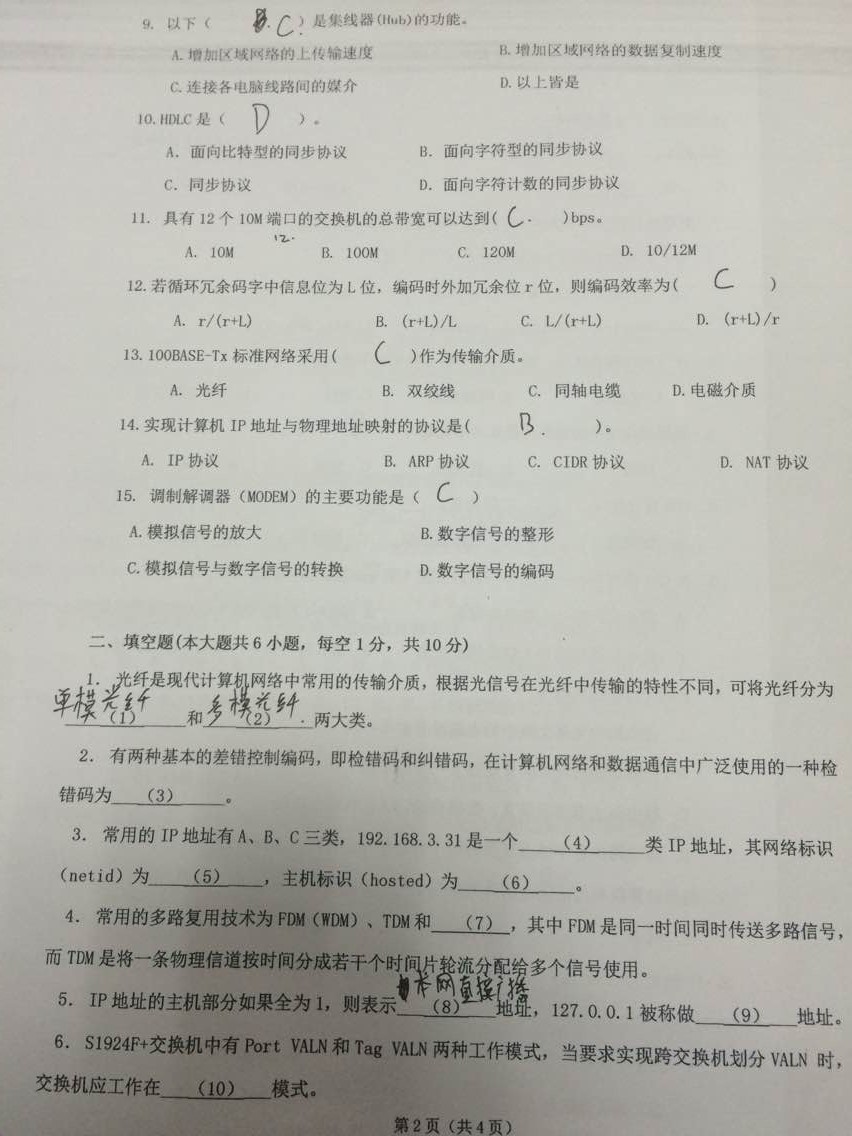 9. 以下（ C ）是集线器(Hub)的功能。
A.增加区域网络的上传输速度 B.增加区域网络的数据复制速度
C.连接各电脑线路间的媒介 D.以上皆是
10.HDLC 是（ D ）。
A. 面向比特型的同步协议 B. 面向字符型的同步协议
C. 同步协议 D. 面向字符计数的同步协议
11. 具有 12 个 10M 端口的交换机的总带宽可以达到( C. )bps。
12.
A. 10M B. 100M C. 120M D. 10/12M
12.若循环冗余码字中信息位为 L 位，编码时外加冗余位 r 位，则编码效率为( C )
A. r/(r+L) B. (r+L)/L C. L/(r+L) D. (r+L)/r
13.100BASE-Tx 标准网络采用( C )作为传输介质。
A. 光纤 B. 双绞线 C. 同轴电缆 D.电磁介质
14.实现计算机 IP 地址与物理地址映射的协议是( B. )。
A. IP 协议 B. ARP 协议 C. CIDR 协议 D. NAT 协议
15. 调制解调器（MODEM）的主要功能是（ C ）
A.模拟信号的放大 B.数字信号的整形
C.模拟信号与数字信号的转换 D.数字信号的编码
二、填空题(本大题共 6 小题，每空 1 分，共 10 分)
1. 光纤是现代计算机网络中常用的传输介质，根据光信号在光纤中传输的特性不同，可将光纤分为
单模光纤 (1) 和 多模光纤 (2) 两大类。
2. 有两种基本的差错控制编码，即检错码和纠错码，在计算机网络和数据通信中广泛使用的一种检
错码为 （3） 。
3. 常用的 IP 地址有 A、B、C 三类，192.168.3.31 是一个 （4） 类 IP 地址，其网络标识
（netid）为 （5） ，主机标识（hosted）为 （6） 。
4. 常用的多路复用技术为 FDM（WDM）、TDM 和 （7） ，其中 FDM 是同一时间同时传送多路信号，
而 TDM 是将一条物理信道按时间分成若干个时间片轮流分配给多个信号使用。
5. IP 地址的主机部分如果全为 1，则表示 本网直接广播 （8） 地址，127.0.0.1 被称做 （9） 地址。
6. S1924F+交换机中有 Port VALN 和 Tag VALN 两种工作模式，当要求实现跨交换机划分 VALN 时，
交换机应工作在 （10） 模式。
第 2 页（共 4 页）